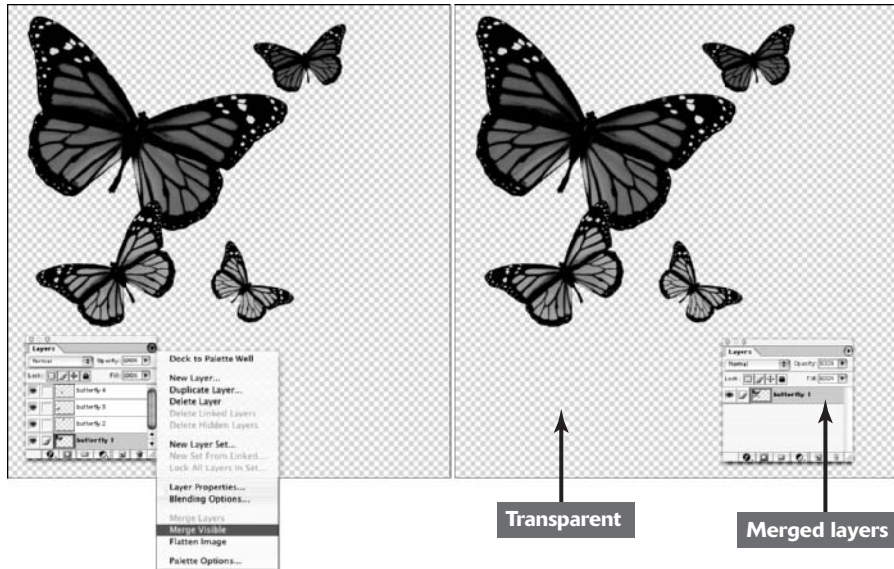 Layers
Normal Opacity: 100%
Lock: Fill: 100%
butterfly 4
butterfly 3
butterfly 2
butterfly 1
Dock to Palette Well
New Layer...
Duplicate Layer...
Delete Layer
Delete Linked Layers
Delete Hidden Layers
New Layer Set...
New Set From Linked...
Lock All Layers in Set...
Layer Properties...
Blending Options...
Merge Layers
Merge Visible
Flatten Image
Palette Options...
Layers
Normal Opacity: 100%
Lock: Fill: 100%
butterfly 1
Transparent
Merged layers